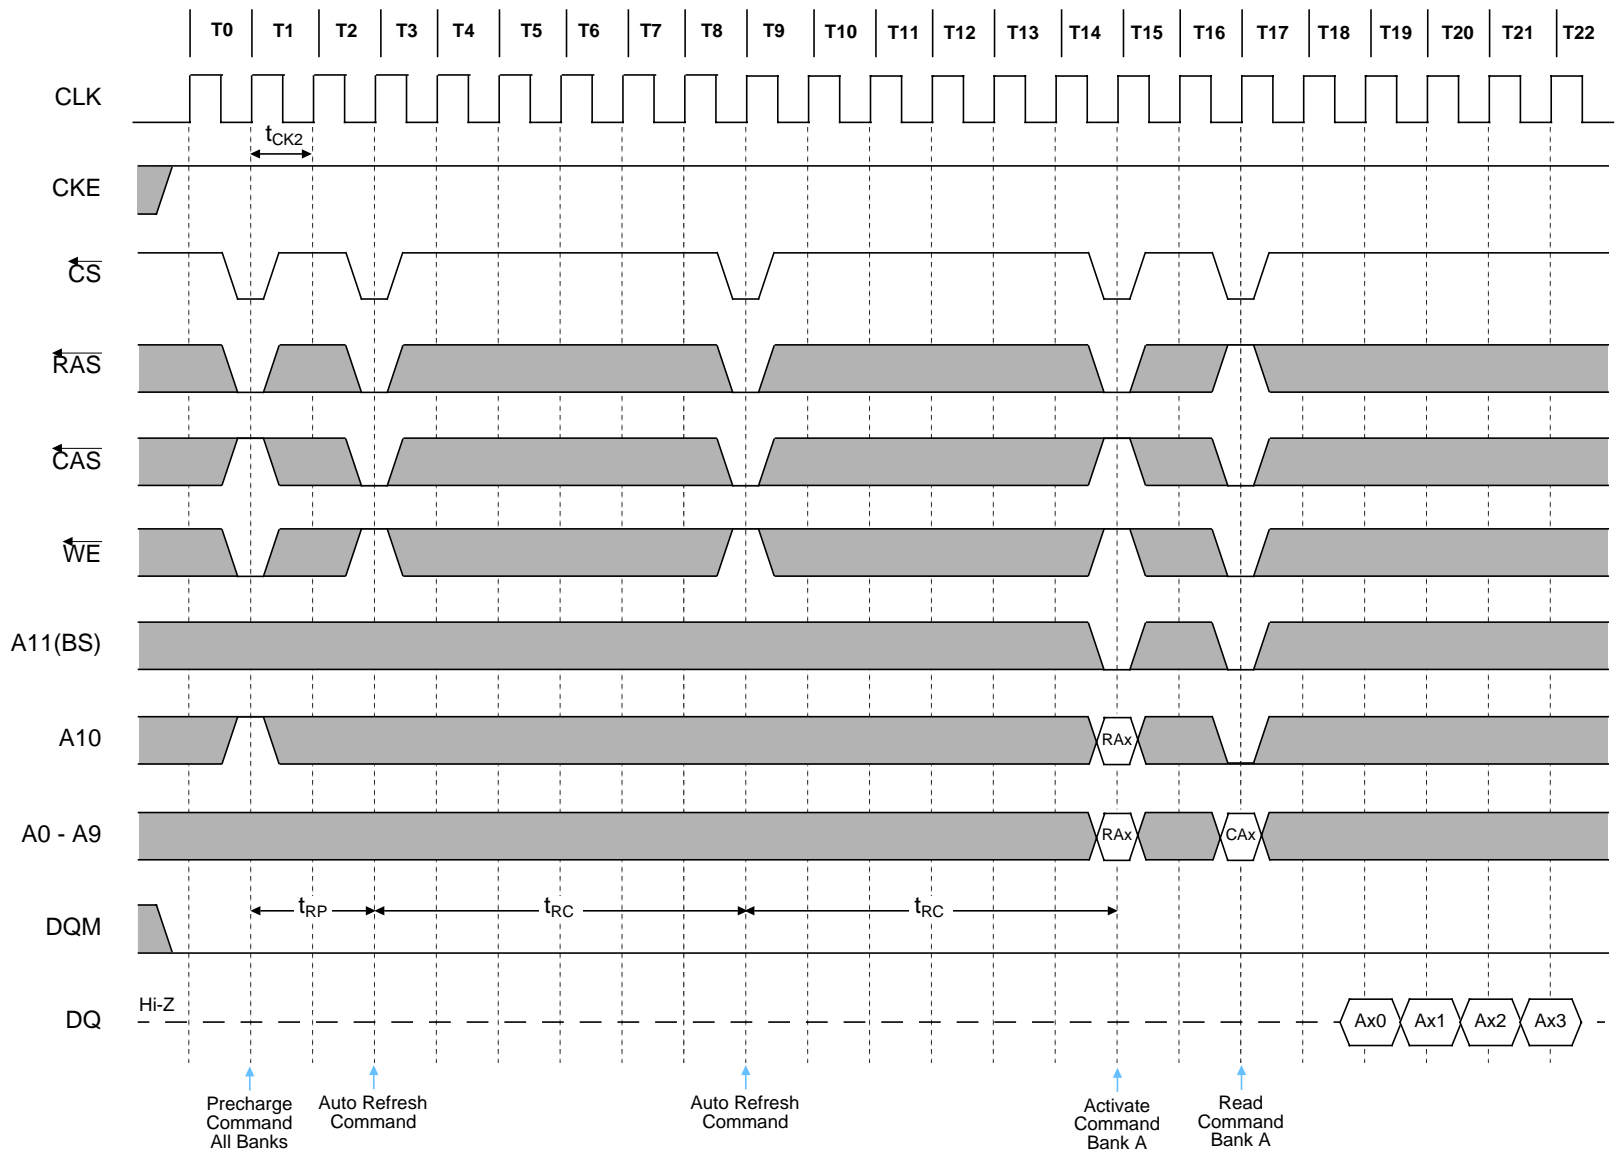 T0 T1 T2 T3 T4 T5 T6 T7 T8 T9 T10 T11 T12 T13 T14 T15 T16 T17 T18 T19 T20 T21 T22
CLK
tCK2
CKE
CS
RAS
CAS
WE
A11(BS)
A10
RAx
A0 - A9
RAx CAx
DQM
tRP tRC tRC
Hi-Z
DQ
Ax0 Ax1 Ax2 Ax3
Precharge
Command
All Banks
Auto Refresh
Command
Auto Refresh
Command
Activate
Command
Bank A
Read
Command
Bank A